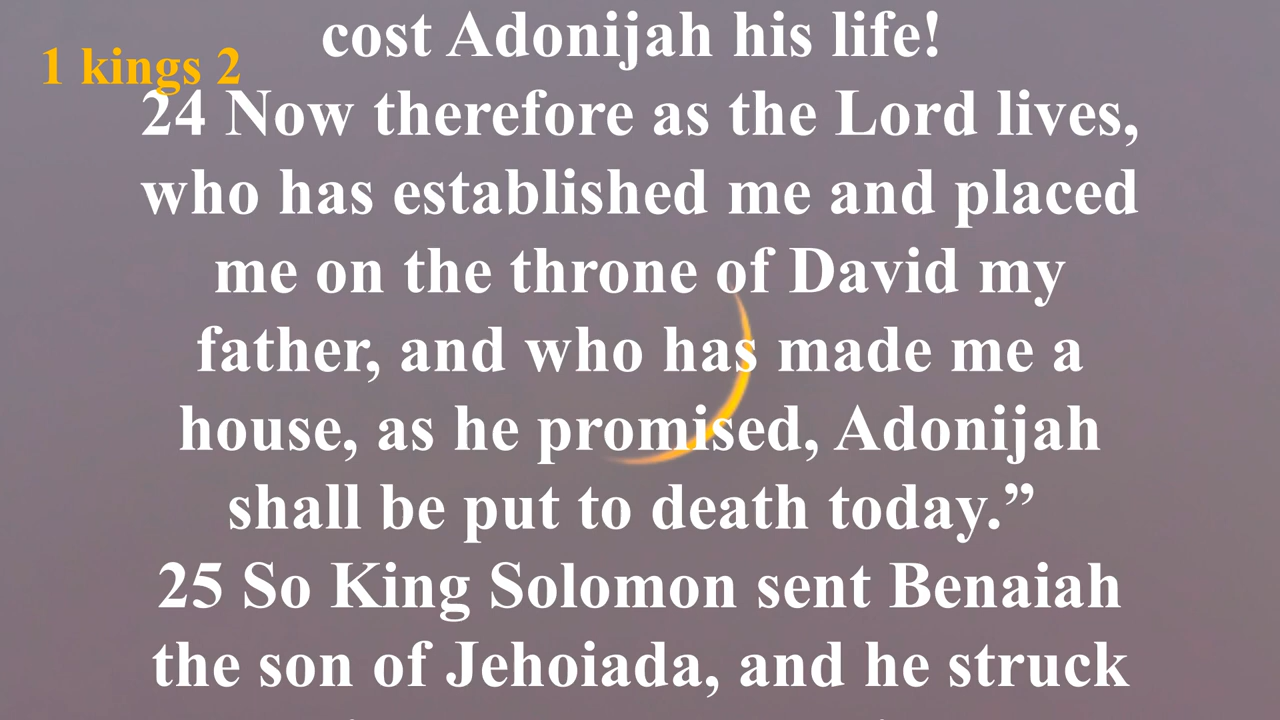 cost Adonijah his life!
1 kings 2
24 Now therefore as the Lord lives,
who has established me and placed
me on the throne of David my
father, and who has made me a
house, as he promised, Adonijah
shall be put to death today.”
25 So King Solomon sent Benaiah
the son of Jehoiada, and he struck